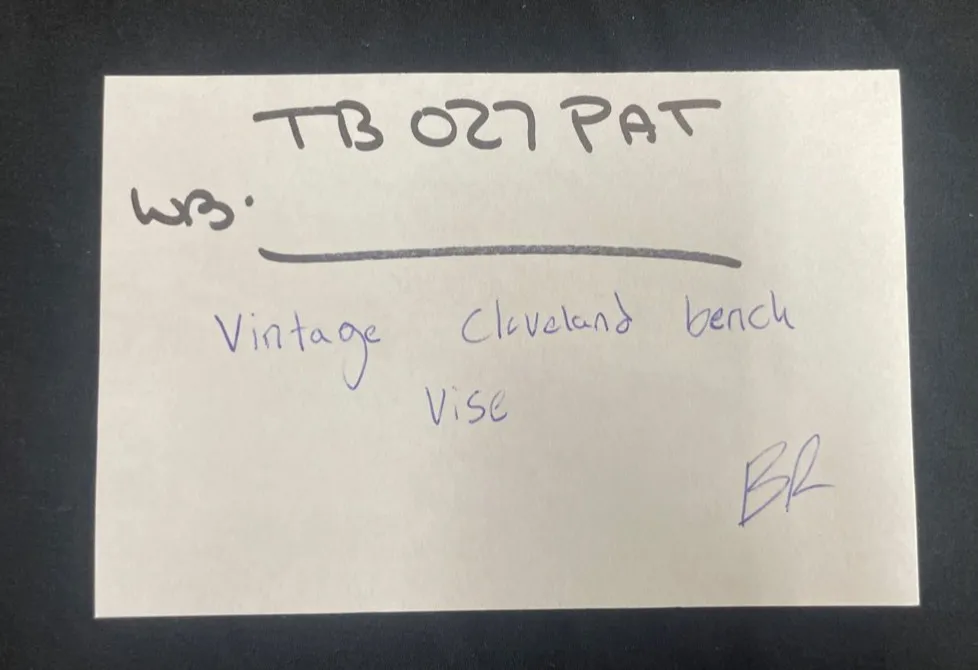 TB 027 PAT
WB.
Vintage Cleveland bench
Vise
BR